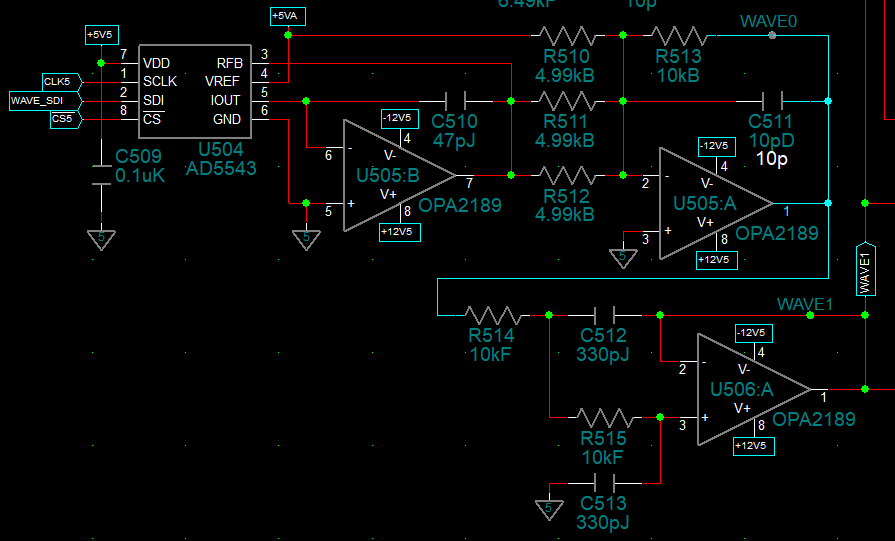 6.49kF
10p
+5VA
+5V5
WAVE0
7 VDD
RFB 3
CLK5
1 SCLK
VREF 4
WAVE_SDI
2 SDI
IOUT 5
CS5
8 CS
GND 6
R510
4.99kB
R513
10kB
U504
AD5543
C509
0.1uK
5
C510
47pJ
R511
4.99kB
C511
10pD
10p
-12V5
4
V-
6 -
U505:B
7
V+
5 +
8
OPA2189
+12V5
5
R512
4.99kB
-12V5
4
V-
2 -
U505:A
1
V+
3 +
8
OPA2189
+12V5
5
WAVE1
WAVE1
R514
10kF
C512
330pJ
-12V5
4
V-
2 -
U506:A
1
V+
3 +
8
OPA2189
+12V5
R515
10kF
C513
330pJ
5